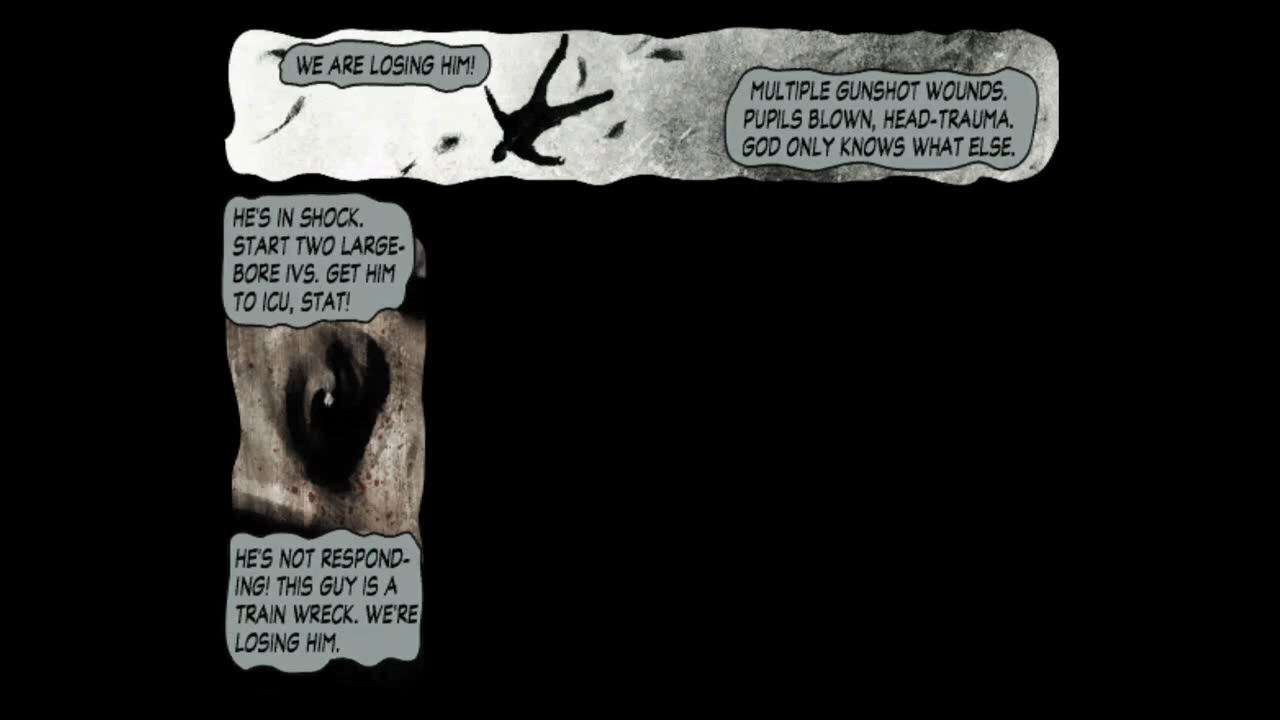 WE ARE LOSING HIM!
MULTIPLE GUNSHOT WOUNDS.
PUPILS BLOWN, HEAD-TRAUMA.
GOD ONLY KNOWS WHAT ELSE.
HE'S IN SHOCK.
START TWO LARGE-
BORE IVS. GET HIM
TO ICU, STAT!
HE'S NOT RESPOND-
ING! THIS GUY IS A
TRAIN WRECK. WE'RE
LOSING HIM.